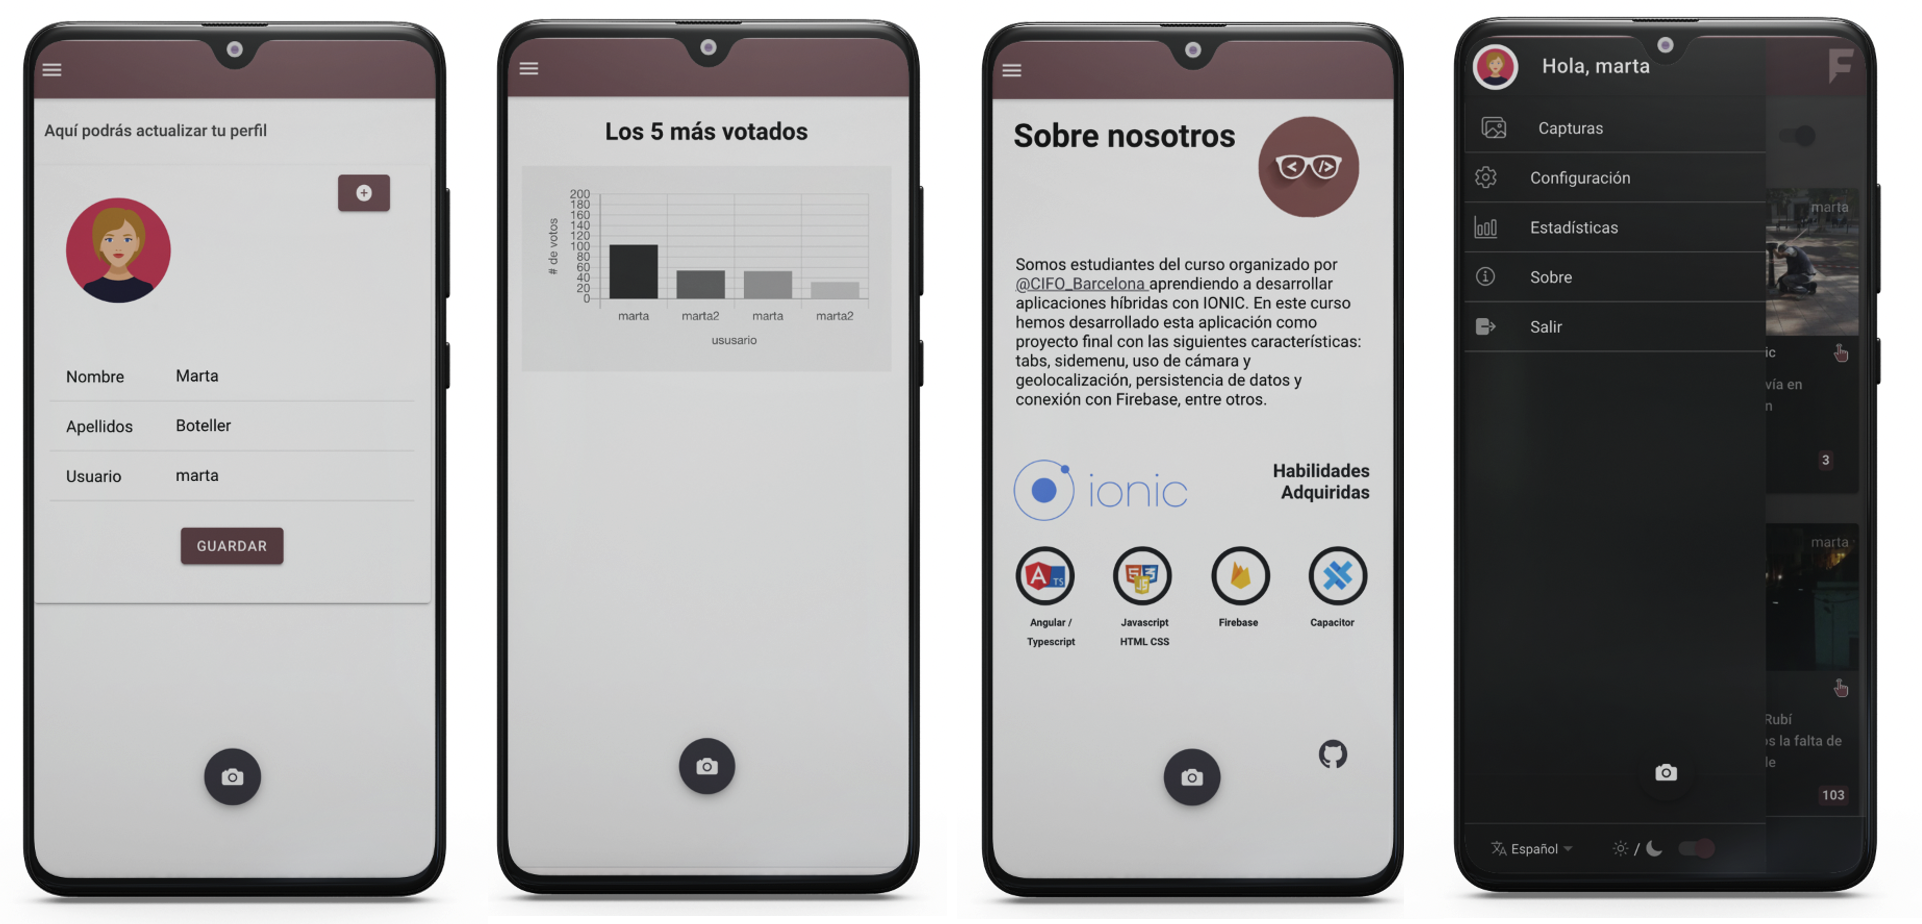 Aquí podrás actualizar tu perfil
Nombre Marta
Apellidos Boteller
Usuario marta
GUARDAR
Los 5 más votados
200
180
160
140
120
100
80
60
40
20
0
# de votos
marta marta2 marta marta2
ususario
Sobre nosotros
Somos estudiantes del curso organizado por
@CIFO_Barcelona aprendiendo a desarrollar
aplicaciones híbridas con IONIC. En este curso
hemos desarrollado esta aplicación como
proyecto final con las siguientes características:
tabs, sidemenu, uso de cámara y
geolocalización, persistencia de datos y
conexión con Firebase, entre otros.
ionic
Habilidades
Adquiridas
A TS
5 3
JS
Angular /
Typescript
Javascript
HTML CSS
Firebase
Capacitor
Hola, marta
F
Capturas
Configuración
Estadísticas
Sobre
Salir
marta
ic
vía en
n
3
marta
Rubí
os la falta de
le
103
Español
/